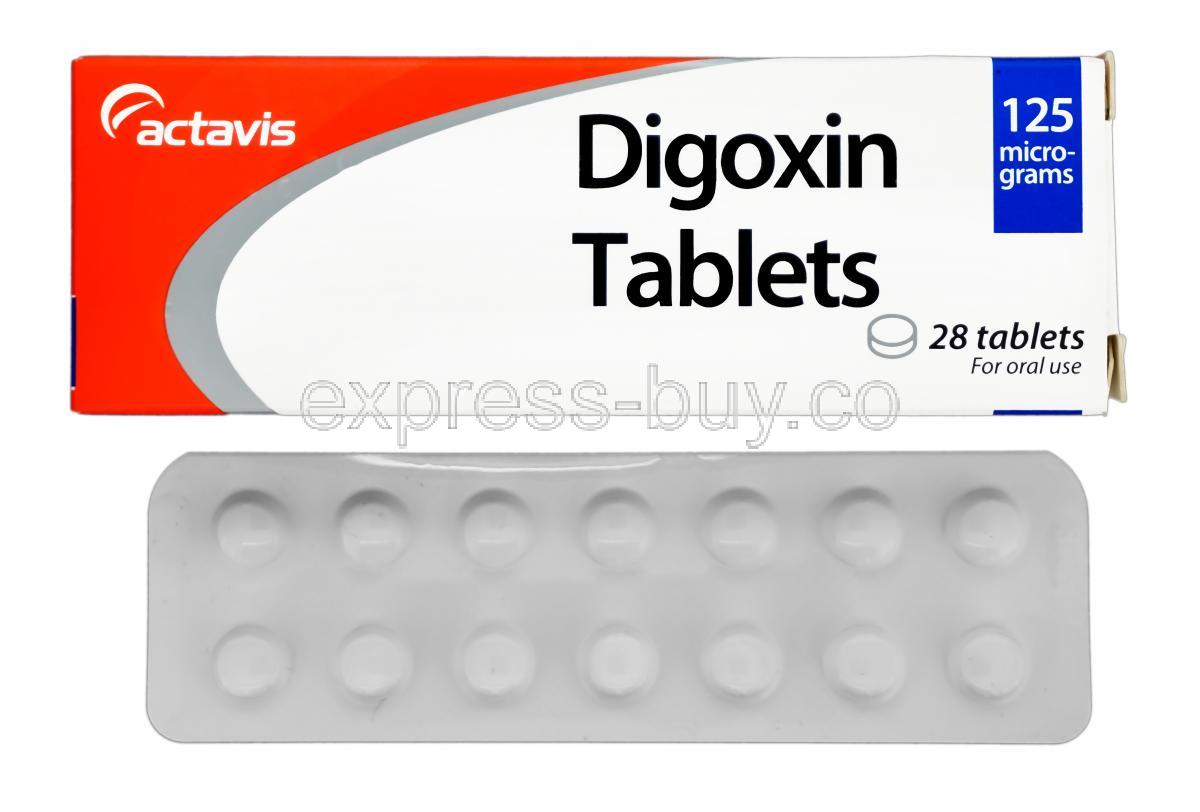 actavis
Digoxin
Tablets
125
micro-
grams
28 tablets
For oral use
express-buy.co